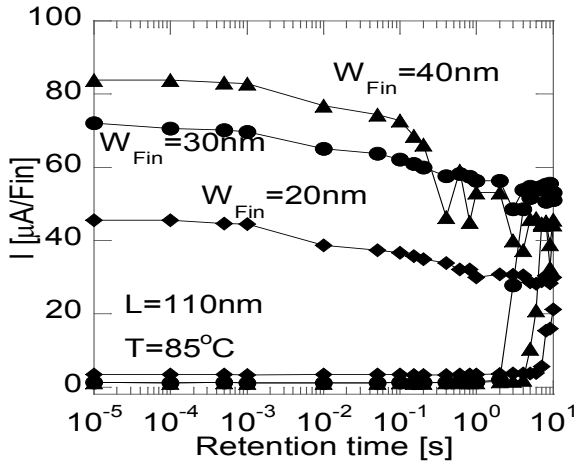 100
80
60
40
20
0
I [µA/Fin]
W_Fin=40nm
W_Fin=30nm
W_Fin=20nm
L=110nm
T=85°C
10^-5 10^-4 10^-3 10^-2 10^-1 10^0 10^1
Retention time [s]